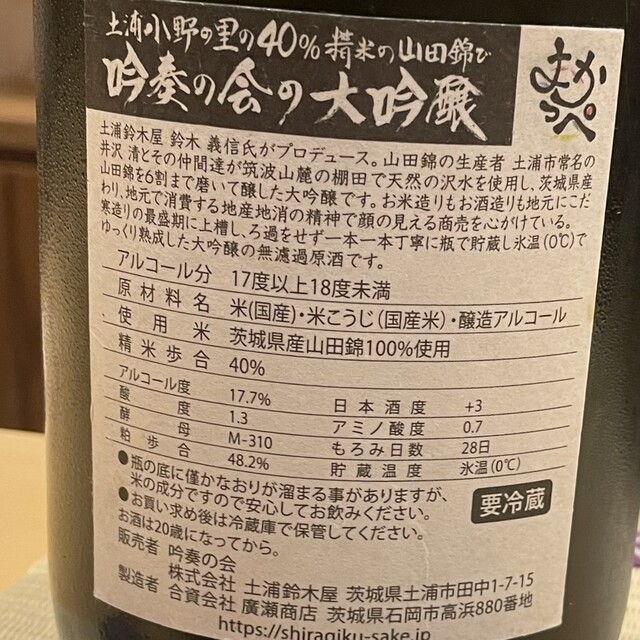 土浦小野の里の40%精米の山田錦で
吟奏の会の大吟醸
土浦鈴木屋 鈴木 義信氏がプロデュース。山田錦の生産者 土浦市常名の
井沢 清とその仲間達が筑波山麓の棚田で天然の沢水を使用し、茨城県産
山田錦を6割まで磨いて醸した大吟醸です。お米造りもお酒造りも地元にこだ
わり、地元で消費する地産地消の精神で顔の見える商売を心がけている。
寒造りの最盛期に上槽し、ろ過をせず一本一本丁寧に瓶で貯蔵し氷温(0℃)で
ゆっくり熟成した大吟醸の無濾過原酒です。
アルコール分 17度以上18度未満
原材料名 米(国産)・米こうじ(国産米)・醸造アルコール
使用米 茨城県産山田錦100%使用
精米歩合 40%
アルコール度 17.7% 日本酒度 +3
酸度 1.3 アミノ酸度 0.7
酵母 M-310 もろみ日数 28日
粕歩合 48.2% 貯蔵温度 氷温(0℃)
●瓶の底に僅かなおりが溜まる事がありますが、
米の成分ですので安心してお飲みください。
●お買い求め後は冷蔵庫で保管してください。
要冷蔵
お酒は20歳になってから。
販売者 吟奏の会
株式会社 土浦鈴木屋 茨城県土浦市田中1-7-15
製造者 合資会社 廣瀬商店 茨城県石岡市高浜880番地
https://shiragiku-sake.jp